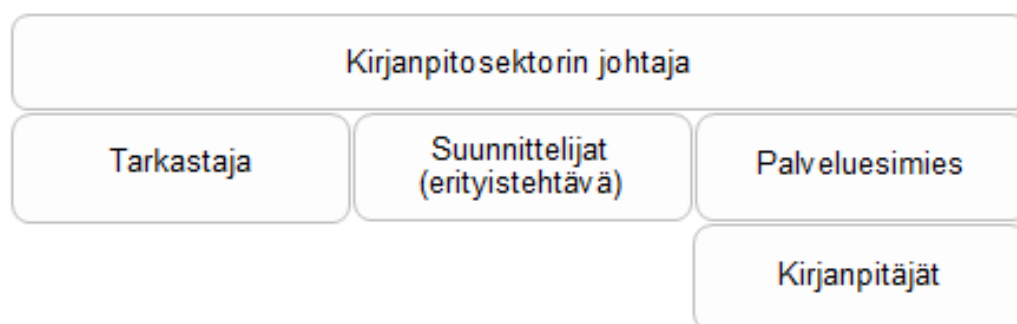 Kirjanpitosektorin johtaja
Tarkastaja
Suunnittelijat
(erityistehtävä)
Palveluesimies
Kirjanpitäjät